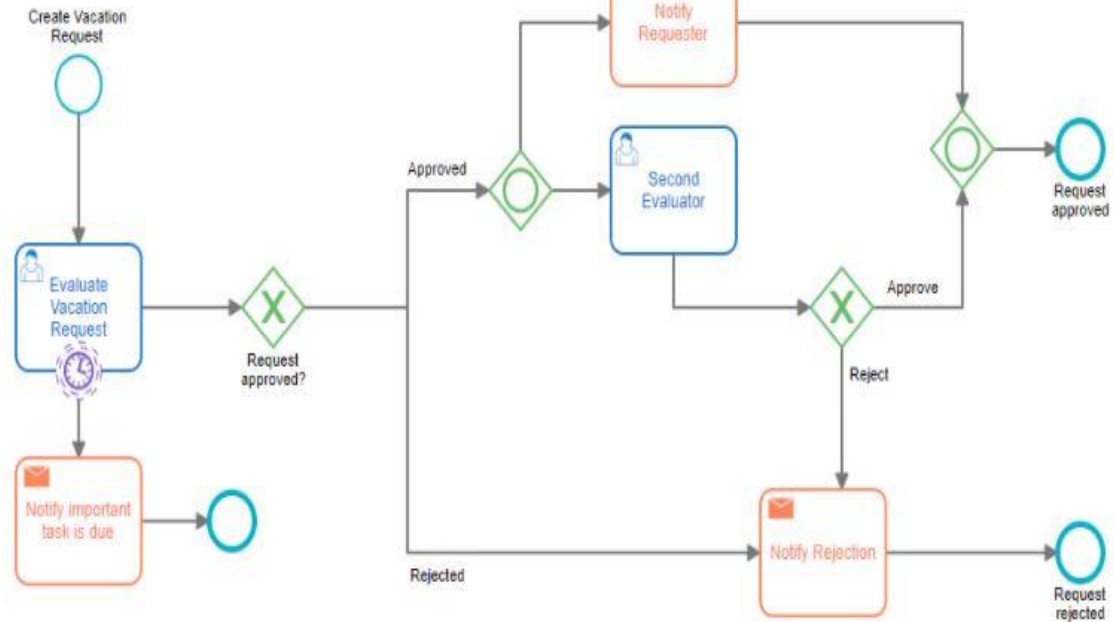 Create Vacation
Request
Notify
Requester
Approved
Second
Evaluator
Request
approved
Evaluate
Vacation
Request
Request
approved?
Approve
Reject
Notify important
task is due
Notify Rejection
Rejected
Request
rejected